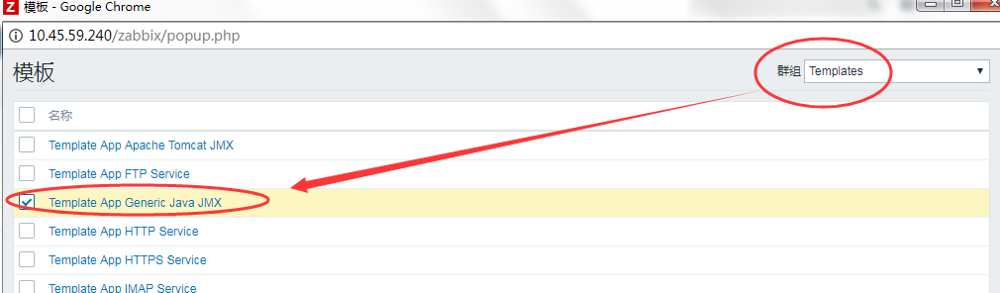 Z 模板 - Google Chrome
10.45.59.240/zabbix/popup.php
模板 群组 Templates
名称
Template App Apache Tomcat JMX
Template App FTP Service
Template App Generic Java JMX
Template App HTTP Service
Template App HTTPS Service
Template App IMAP Service